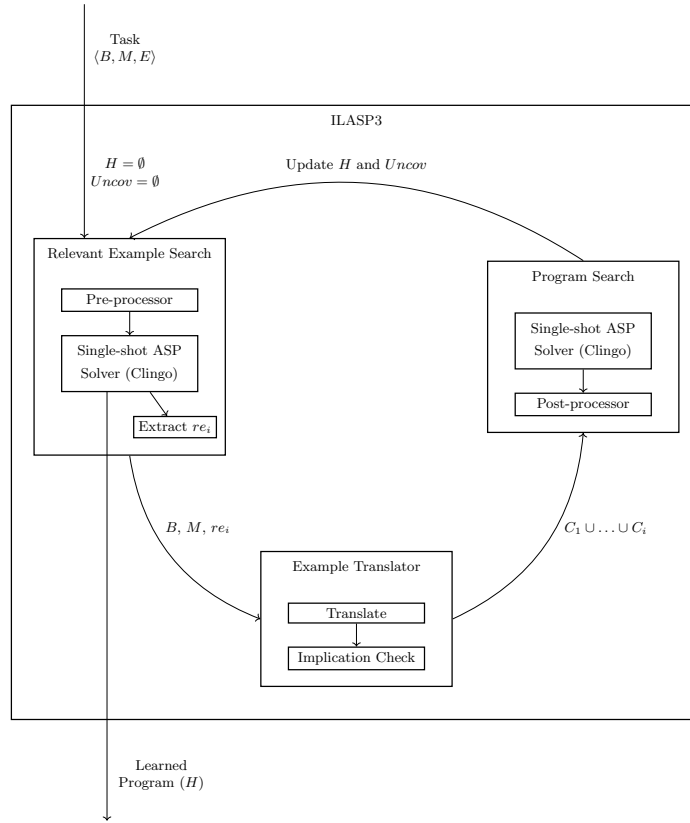 Task
⟨B, M, E⟩
ILASP3
H = ∅
Uncov = ∅
Update H and Uncov
Relevant Example Search
Pre-processor
Single-shot ASP
Solver (Clingo)
Extract re_i
Program Search
Single-shot ASP
Solver (Clingo)
Post-processor
B, M, re_i
C_1 ∪ … ∪ C_i
Example Translator
Translate
Implication Check
Learned
Program (H)